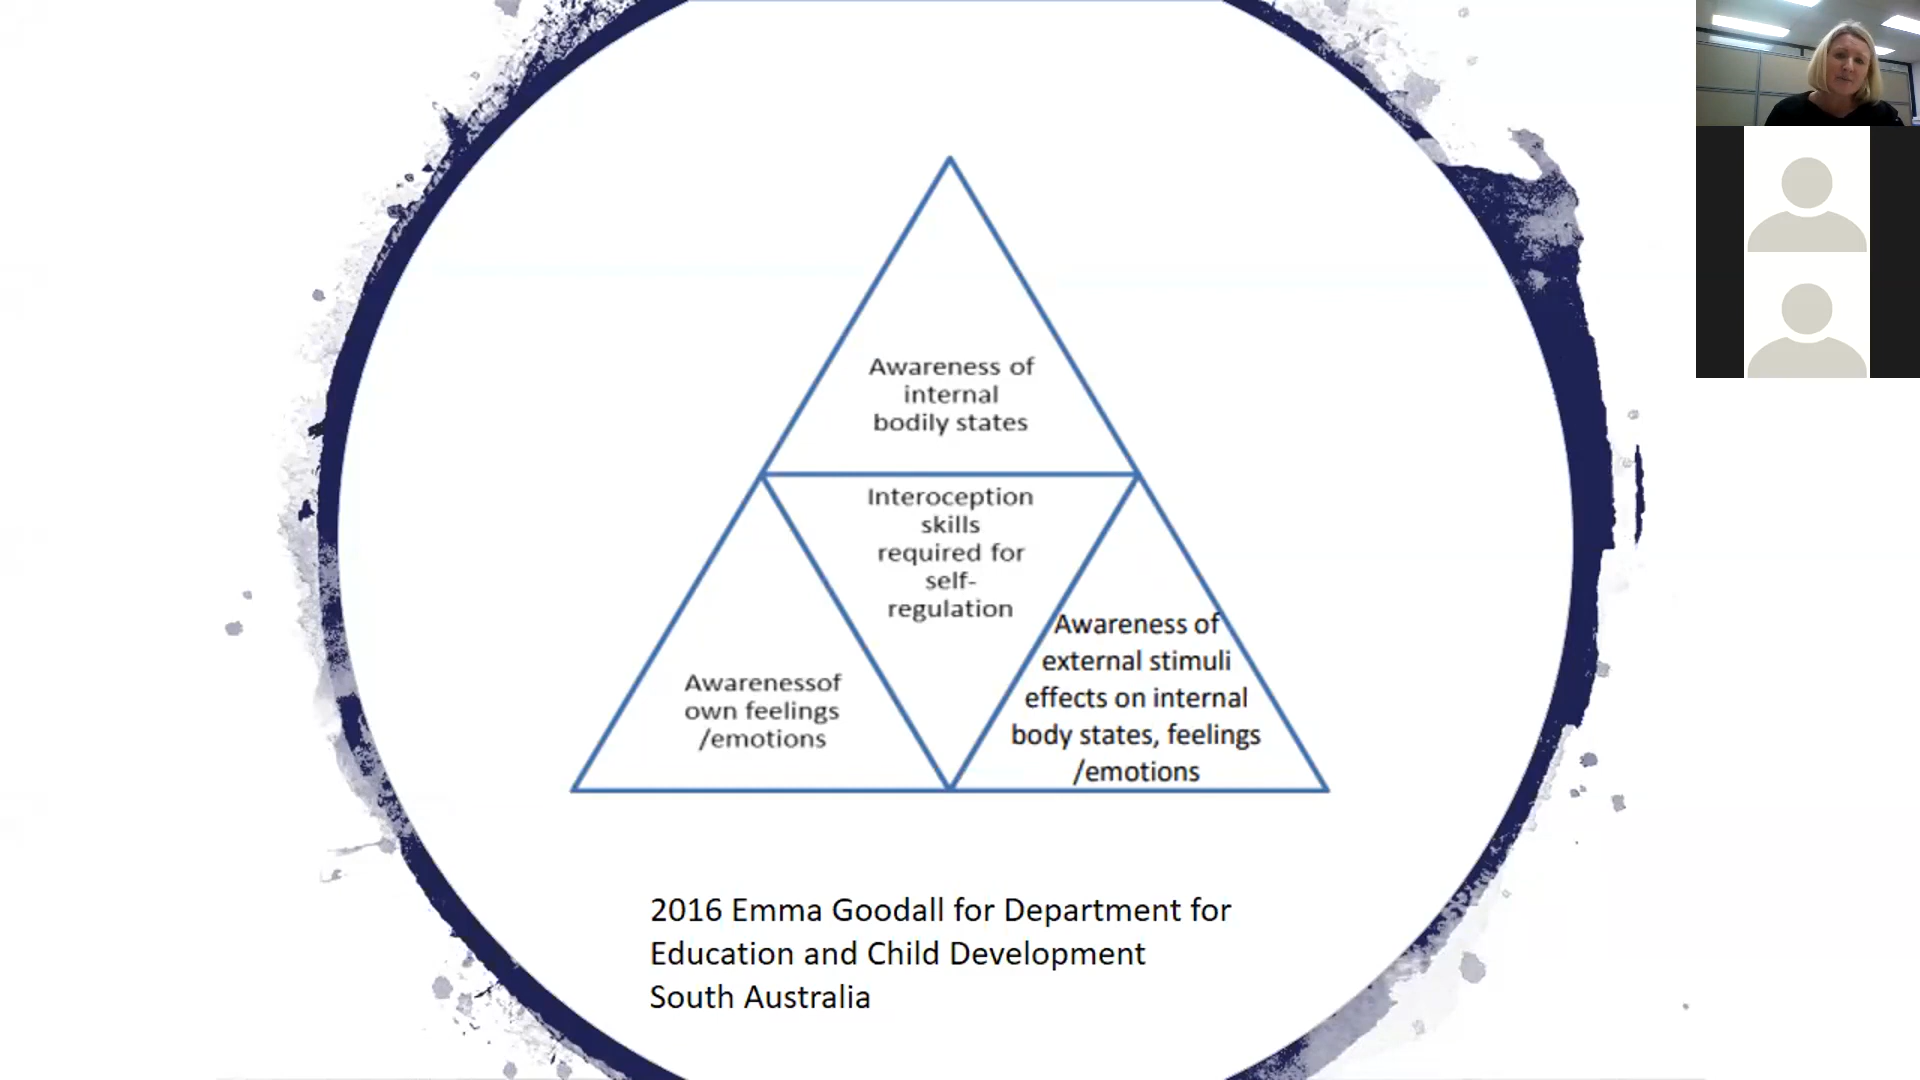 Awareness of
internal
bodily states
Interoception
skills
required for
self-
regulation
Awarenessof
own feelings
/emotions
Awareness of
external stimuli
effects on internal
body states, feelings
/emotions
2016 Emma Goodall for Department for
Education and Child Development
South Australia